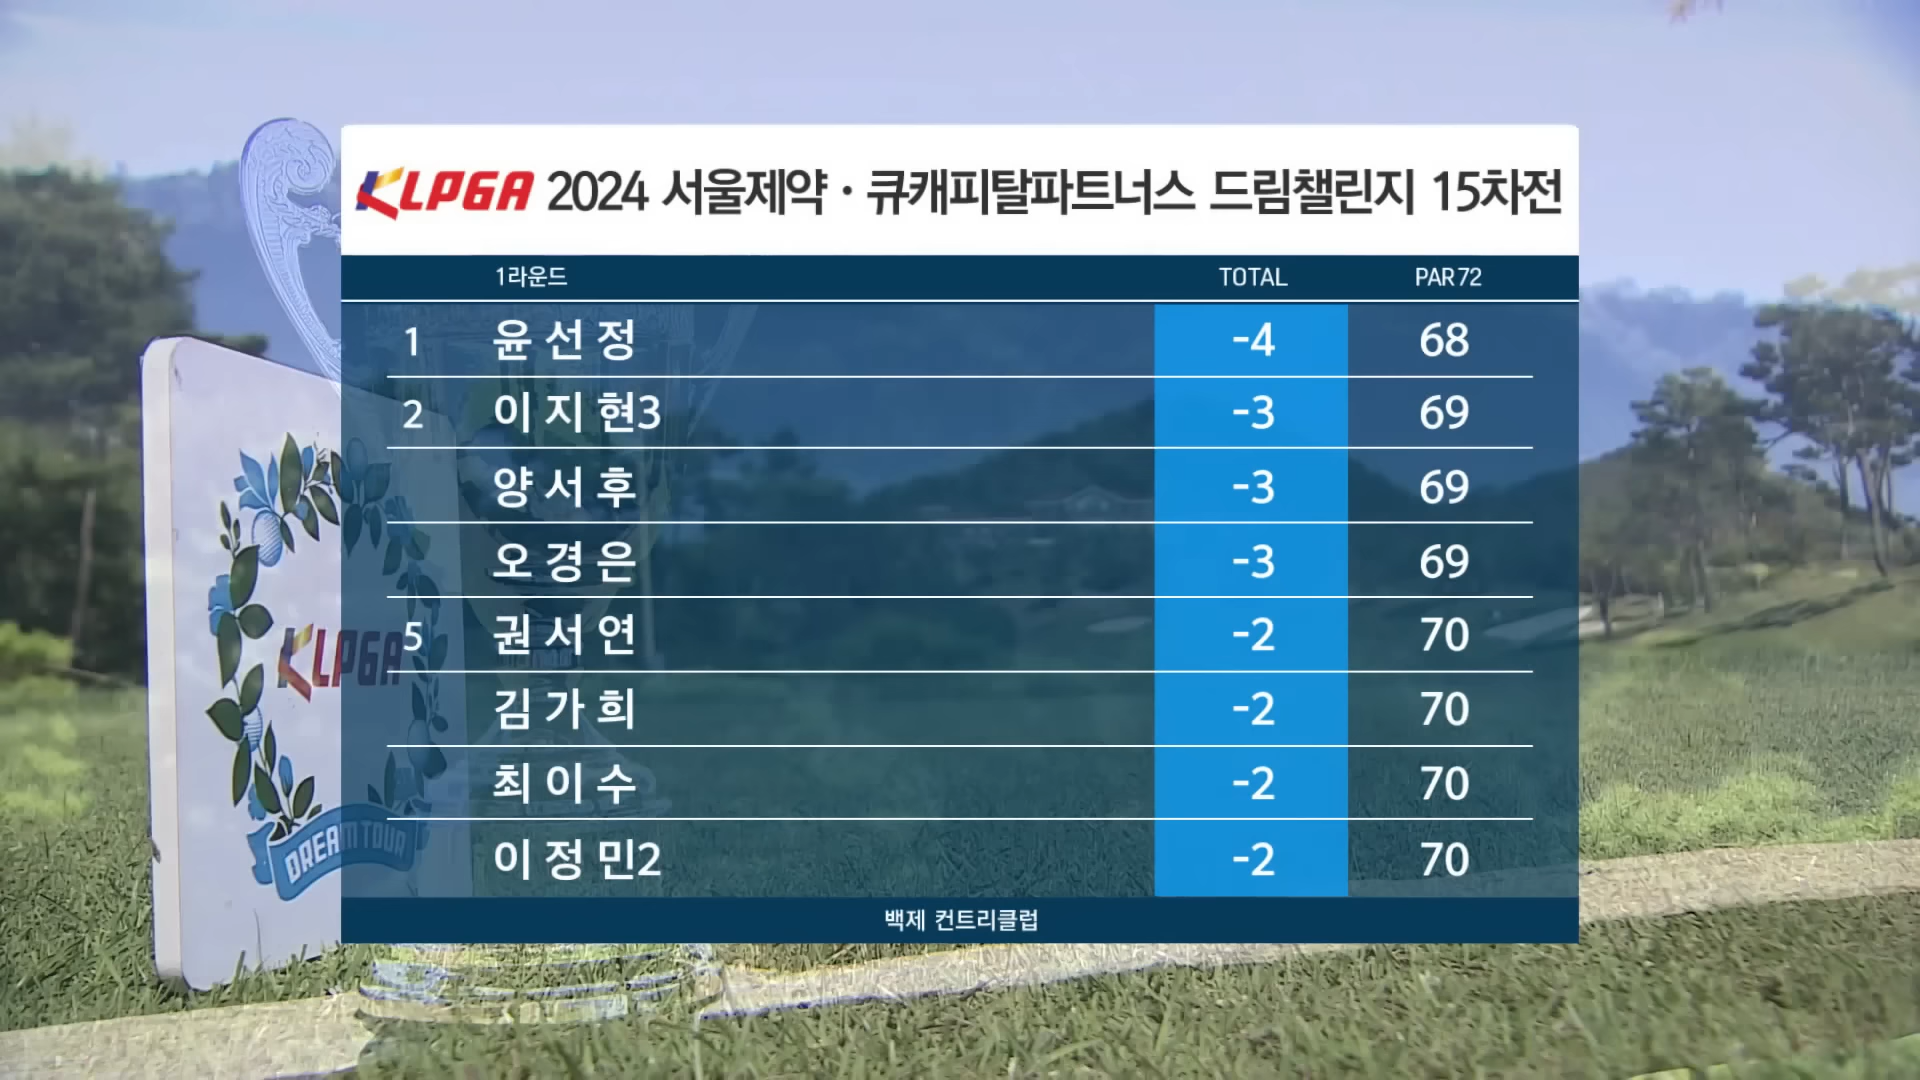 KLPGA 2024 서울제약 · 큐캐피탈파트너스 드림챌린지 15차전
1라운드 TOTAL PAR72
1 윤선정 -4 68
2 이지현3 -3 69
양서후 -3 69
오경은 -3 69
5 권서연 -2 70
김가희 -2 70
최이수 -2 70
이정민2 -2 70
백제 컨트리클럽
KLPGA
DREAM TOUR